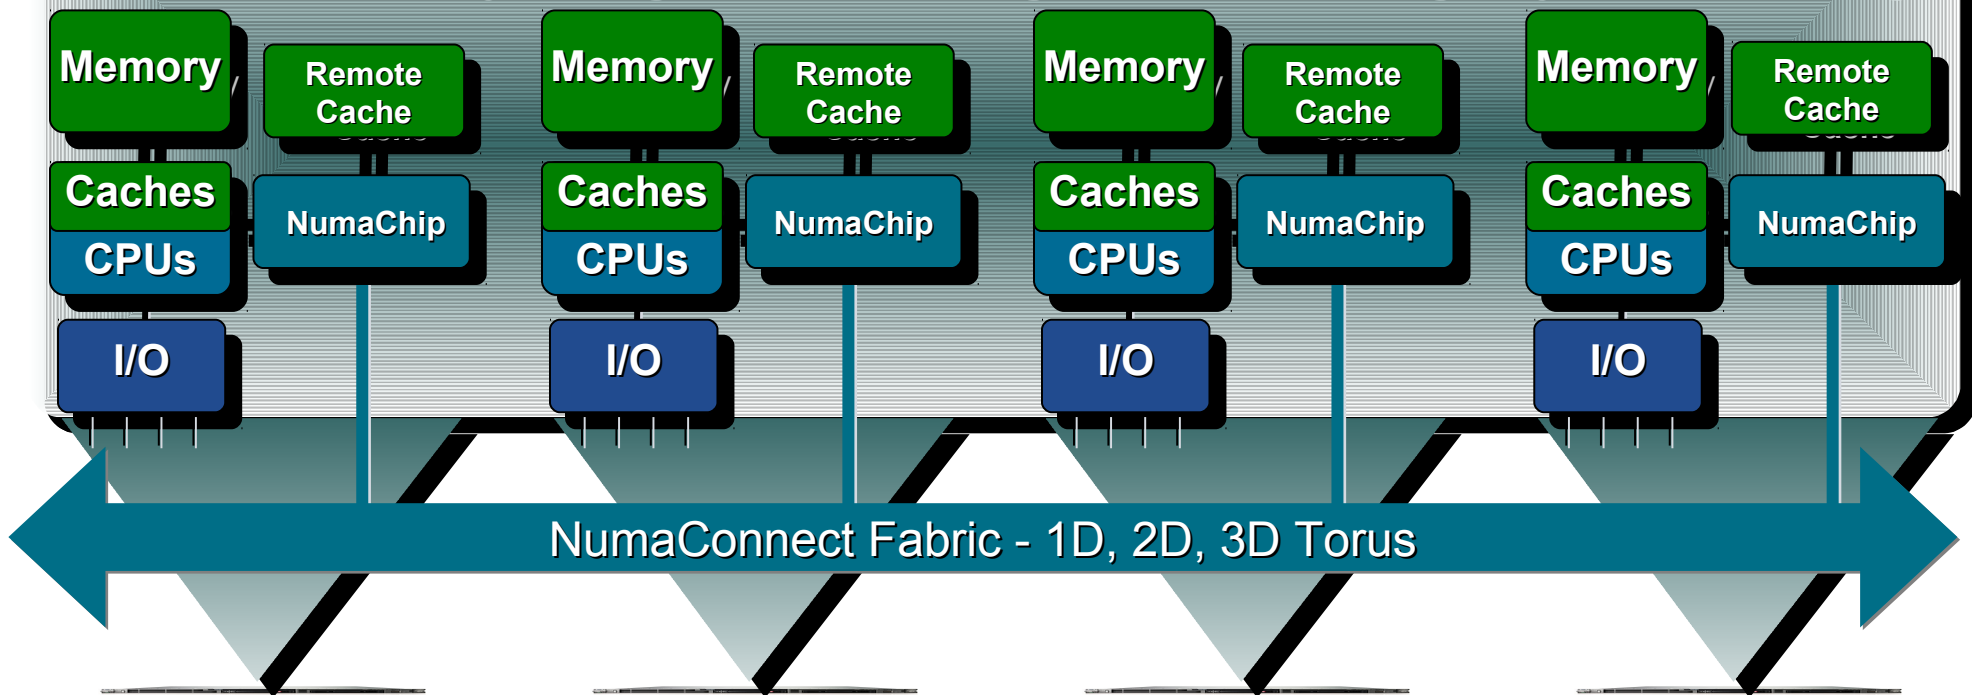 Memory
Remote
Cache
Caches
CPUs
NumaChip
I/O
Memory
Remote
Cache
Caches
CPUs
NumaChip
I/O
Memory
Remote
Cache
Caches
CPUs
NumaChip
I/O
Memory
Remote
Cache
Caches
CPUs
NumaChip
I/O
NumaConnect Fabric - 1D, 2D, 3D Torus